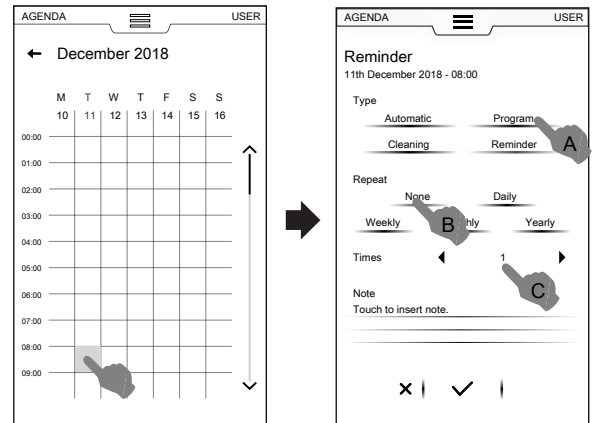 AGENDA USER
December 2018
M T W T F S S
10 11 12 13 14 15 16
00:00
01:00
02:00
03:00
04:00
05:00
06:00
07:00
08:00
09:00
AGENDA USER
Reminder
11th December 2018 - 08:00
Type
Automatic Program
Cleaning Reminder
A
Repeat
None Daily
Weekly hly Yearly
B
Times 1
C
Note
Touch to insert note.